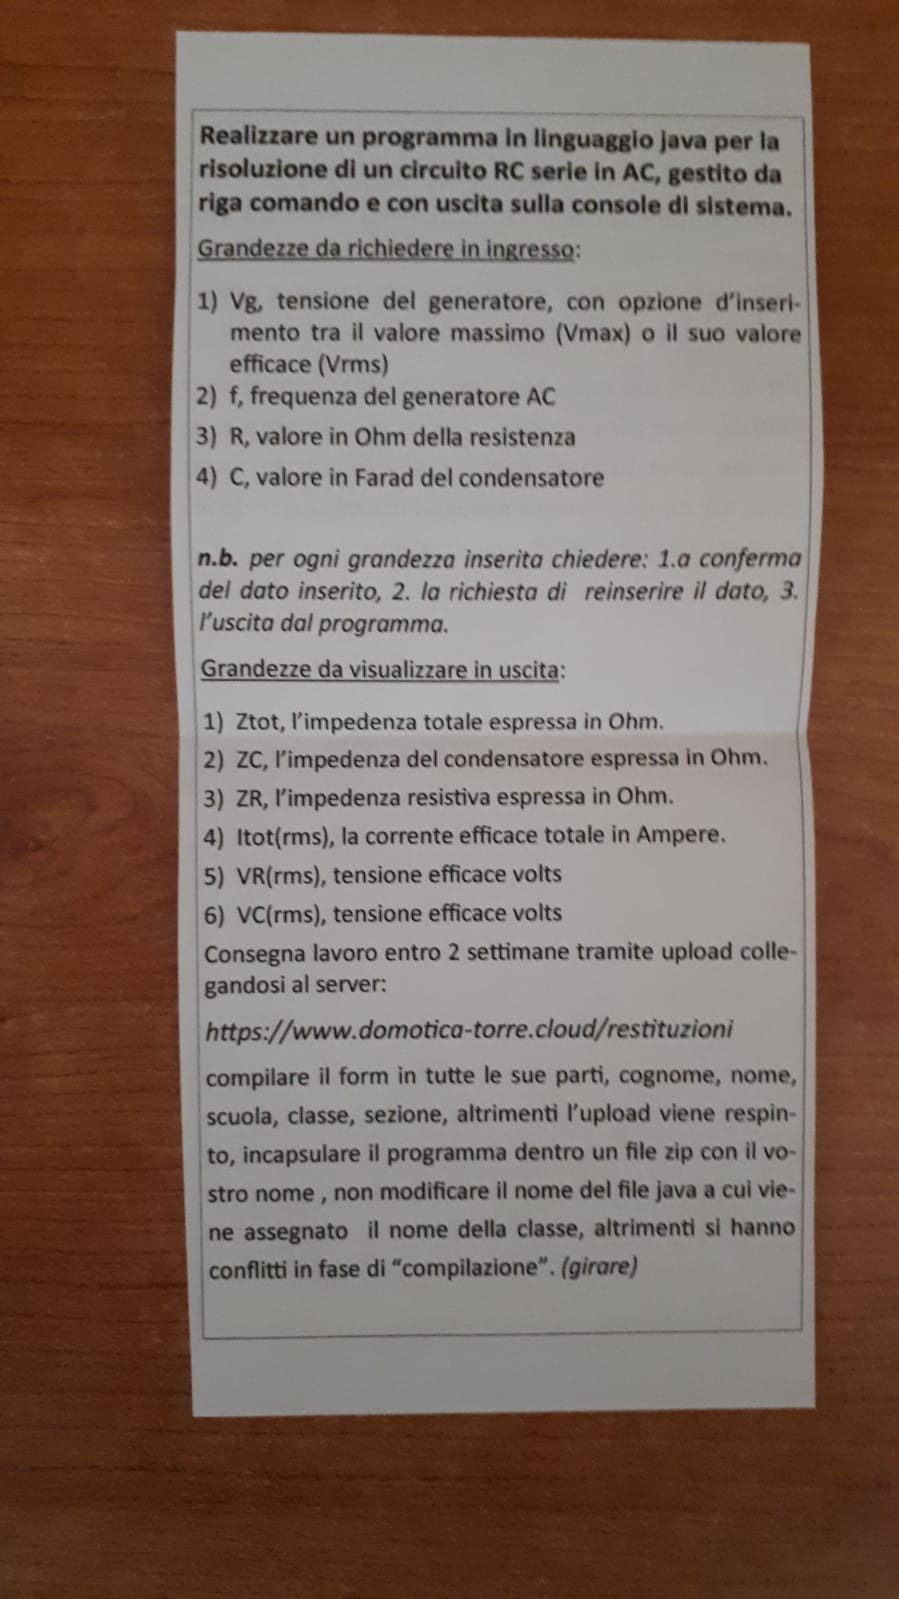 Realizzare un programma in linguaggio java per la
risoluzione di un circuito RC serie in AC, gestito da
riga comando e con uscita sulla console di sistema.
Grandezze da richiedere in ingresso:
1) Vg, tensione del generatore, con opzione d'inseri-
mento tra il valore massimo (Vmax) o il suo valore
efficace (Vrms)
2) f, frequenza del generatore AC
3) R, valore in Ohm della resistenza
4) C, valore in Farad del condensatore
n.b. per ogni grandezza inserita chiedere: 1.a conferma
del dato inserito, 2. la richiesta di reinserire il dato, 3.
l'uscita dal programma.
Grandezze da visualizzare in uscita:
1) Ztot, l'impedenza totale espressa in Ohm.
2) ZC, l'impedenza del condensatore espressa in Ohm.
3) ZR, l'impedenza resistiva espressa in Ohm.
4) Itot(rms), la corrente efficace totale in Ampere.
5) VR(rms), tensione efficace volts
6) VC(rms), tensione efficace volts
Consegna lavoro entro 2 settimane tramite upload colle-
gandosi al server:
https://www.domotica-torre.cloud/restituzioni
compilare il form in tutte le sue parti, cognome, nome,
scuola, classe, sezione, altrimenti l'upload viene respin-
to, incapsulare il programma dentro un file zip con il vo-
stro nome , non modificare il nome del file java a cui vie-
ne assegnato il nome della classe, altrimenti si hanno
conflitti in fase di "compilazione". (girare)